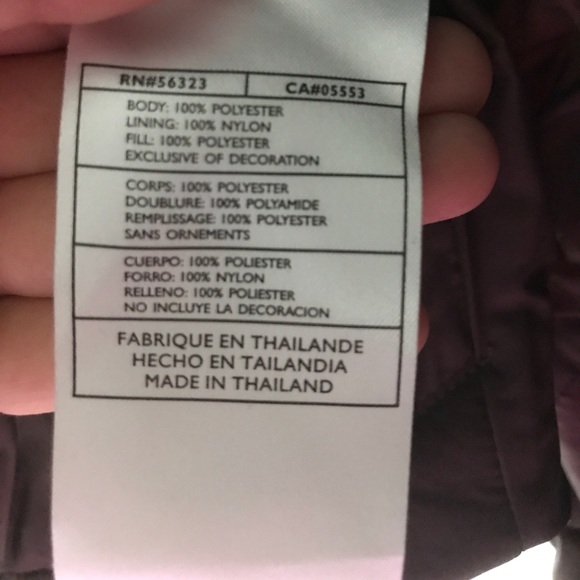 RN#56323 CA#05553
BODY: 100% POLYESTER
LINING: 100% NYLON
FILL: 100% POLYESTER
EXCLUSIVE OF DECORATION
CORPS: 100% POLYESTER
DOUBLURE: 100% POLYAMIDE
REMPLISSAGE: 100% POLYESTER
SANS ORNEMENTS
CUERPO: 100% POLIESTER
FORRO: 100% NYLON
RELLENO: 100% POLIESTER
NO INCLUYE LA DECORACION
FABRIQUE EN THAILANDE
HECHO EN TAILANDIA
MADE IN THAILAND